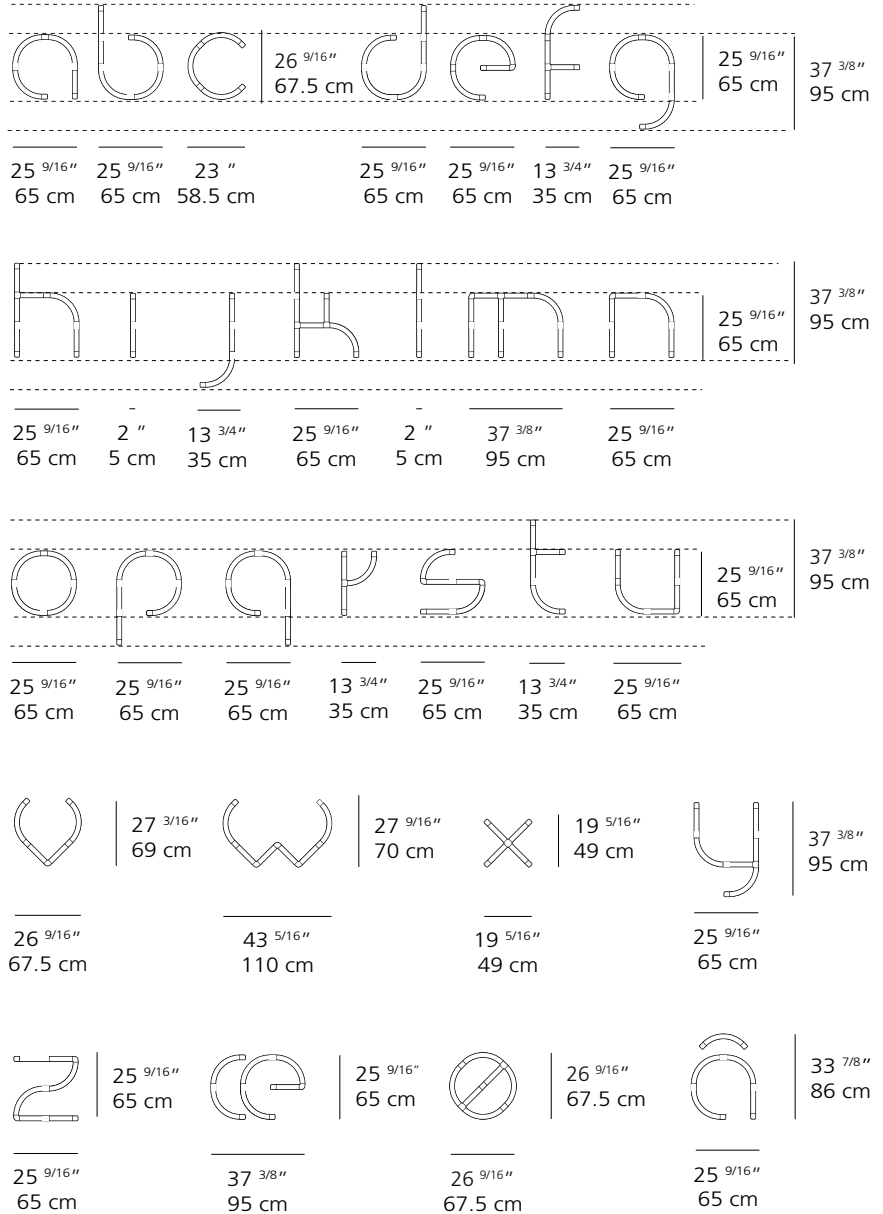 a b c d e f g
26 9/16″
67.5 cm
25 9/16″
65 cm
37 3/8″
95 cm
25 9/16″ 25 9/16″ 23 ″ 25 9/16″ 25 9/16″ 13 3/4″ 25 9/16″
65 cm 65 cm 58.5 cm 65 cm 65 cm 35 cm 65 cm
h i j k l m n
25 9/16″
65 cm
37 3/8″
95 cm
25 9/16″ 2 ″ 13 3/4″ 25 9/16″ 2 ″ 37 3/8″ 25 9/16″
65 cm 5 cm 35 cm 65 cm 5 cm 95 cm 65 cm
o p q r s t u
25 9/16″
65 cm
37 3/8″
95 cm
25 9/16″ 25 9/16″ 25 9/16″ 13 3/4″ 25 9/16″ 13 3/4″ 25 9/16″
65 cm 65 cm 65 cm 35 cm 65 cm 35 cm 65 cm
v w x y
27 3/16″ 27 9/16″ 19 5/16″ 37 3/8″
69 cm 70 cm 49 cm 95 cm
26 9/16″ 43 5/16″ 19 5/16″ 25 9/16″
67.5 cm 110 cm 49 cm 65 cm
z œ ø â
25 9/16″ 25 9/16″ 26 9/16″ 33 7/8″
65 cm 65 cm 67.5 cm 86 cm
25 9/16″ 37 3/8″ 26 9/16″ 25 9/16″
65 cm 95 cm 67.5 cm 65 cm